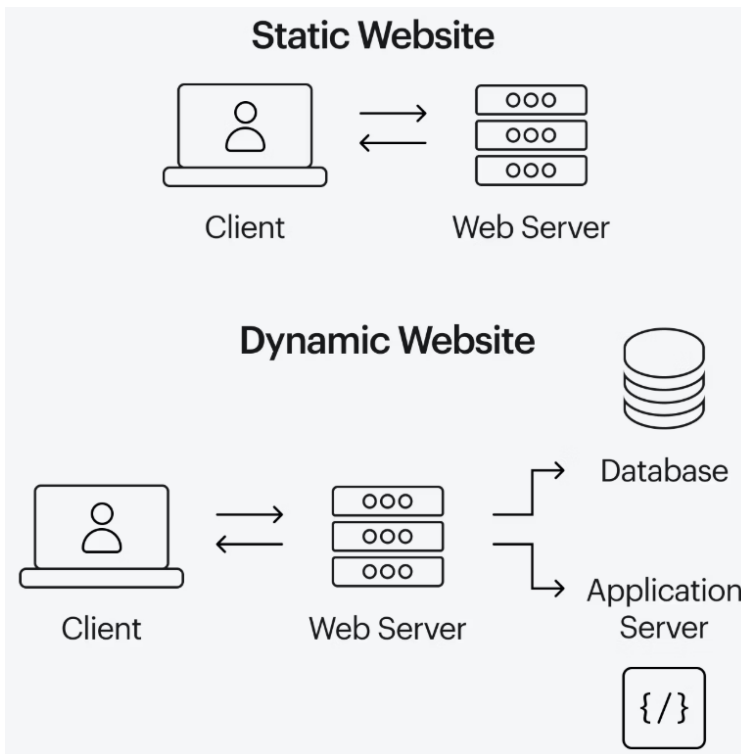 Static Website
Client
Web Server
Dynamic Website
Database
Client
Web Server
Application
Server
{/}